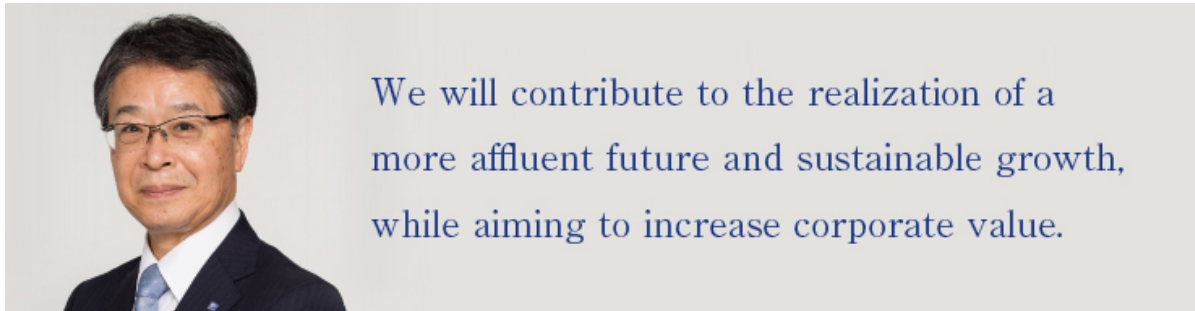 We will contribute to the realization of a
more affluent future and sustainable growth,
while aiming to increase corporate value.